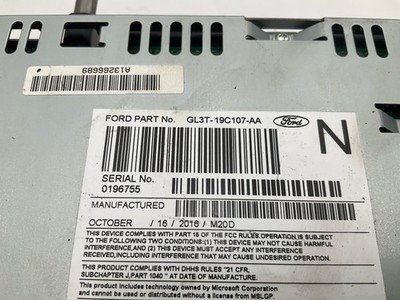 A13266689
FORD PART No. GL3T-19C107-AA Ford
N
SERIAL No.
0196755
MANUFACTURED
OCTOBER / 16 / 2016 / M20D
THIS DEVICE COMPLIES WITH PART 15 OF THE FCC RULES.OPERATION IS SUBJECT
TO THE FOLLOWING TWO CONDITIONS:(1) THIS DEVICE MAY NOT CAUSE HARMFUL
INTERFERENCE,AND (2) THIS DEVICE MUST ACCEPT ANY INTERFERENCE
RECEIVED,INCLUDING INTERFERENCE THAT MAY CAUSE UNDESIRED OPERATION.
THIS DEVICE COMPLIES WITH DHHS RULES "21 CFR,
SUBCHAPTER J,PART 1040 " AT DATE OF MANUFACTURE
This product contains technology owned by Microsoft Corporation
and cannot be used or distributed without a license from MSLGP.